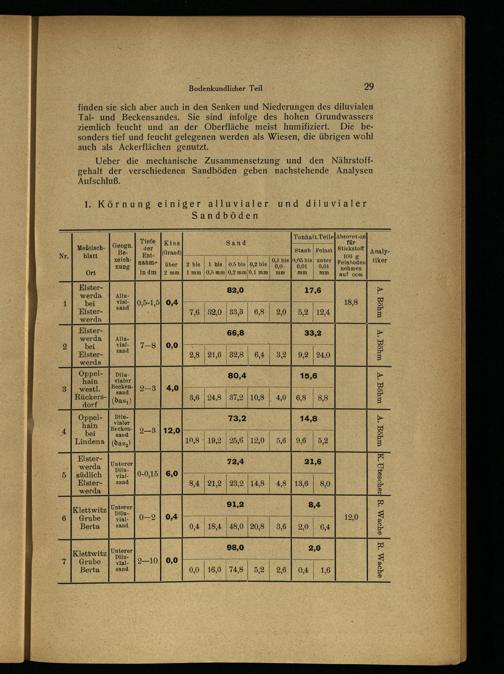 Bodenkundlicher Teil 29
finden sie sich aber auch in den Senken und Niederungen des diluvialen
Tal- und Beckensandes. Sie sind infolge des hohen Grundwassers
ziemlich feucht und an der Oberfläche meist humifiziert. Die be-
sonders tief und feucht gelegenen werden als Wiesen, die übrigen wohl
auch als Ackerflächen genutzt.
Ueber die mechanische Zusammensetzung und den Nährstoff-
gehalt der verschiedenen Sandböden geben nachstehende Analysen
Aufschluß.
1. Körnung einiger alluvialer und diluvialer
Sandböden
Nr. Meßtisch-blatt Ort Geogn. Be-zeich-nung Tiefe der Ent-nahme in dm Kies (Grand) über 2 mm Sand Tonhalt. Teile Absorption für Stickstoff 100 g Feinboden nehmen auf ccm Analy-tiker
2 bis 1 mm 1 bis 0,5 mm 0,5 bis 0,2 mm 0,2 bis 0,1 mm 0,1 bis mm Staub 0,05 bis 0,01 mm Feinst unter 0,01 mm
1 Elster-werda bei Elster-werda Allu-vial-sand 0,5-1,5 0,4 82,0 17,6 18,8 A. Böhm
7,6 32,0 33,3 6,8 2,0 5,2 12,4
2 Elster-werda bei Elster-werda Allu-vial-sand 7—8 0,0 66,8 33,2 A. Böhm
2,8 21,6 32,8 6,4 3,2 9,2 24,0
3 Oppel-hain westl. Rückers-dorf Dilu-vialer Becken-sand (das₁) 2—3 4,0 80,4 15,6 A. Böhm
3,6 24,8 37,2 10,8 4,0 6,8 8,8
4 Oppel-hain bei Lindena Dilu-vialer Becken-sand (das₂) 2—3 12,0 73,2 14,8 A. Böhm
10,8 19,2 25,6 12,0 5,6 9,6 5,2
5 Elster-werda südlich Elster-werda Unterer Dilu-vial-sand 0-0,15 6,0 72,4 21,6 K. Utescher
8,4 21,2 23,2 14,8 4,8 13,6 8,0
6 Klettwitz Grube Berta Unterer Dilu-vial-sand 0—2 0,4 91,2 8,4 12,0 R. Wache
0,4 18,4 48,0 20,8 3,6 2,0 6,4
7 Klettwitz Grube Berta Unterer Dilu-vial-sand 2—10 0,0 98,0 2,0 R. Wache
0,0 16,0 74,8 5,2 2,6 0,4 1,6